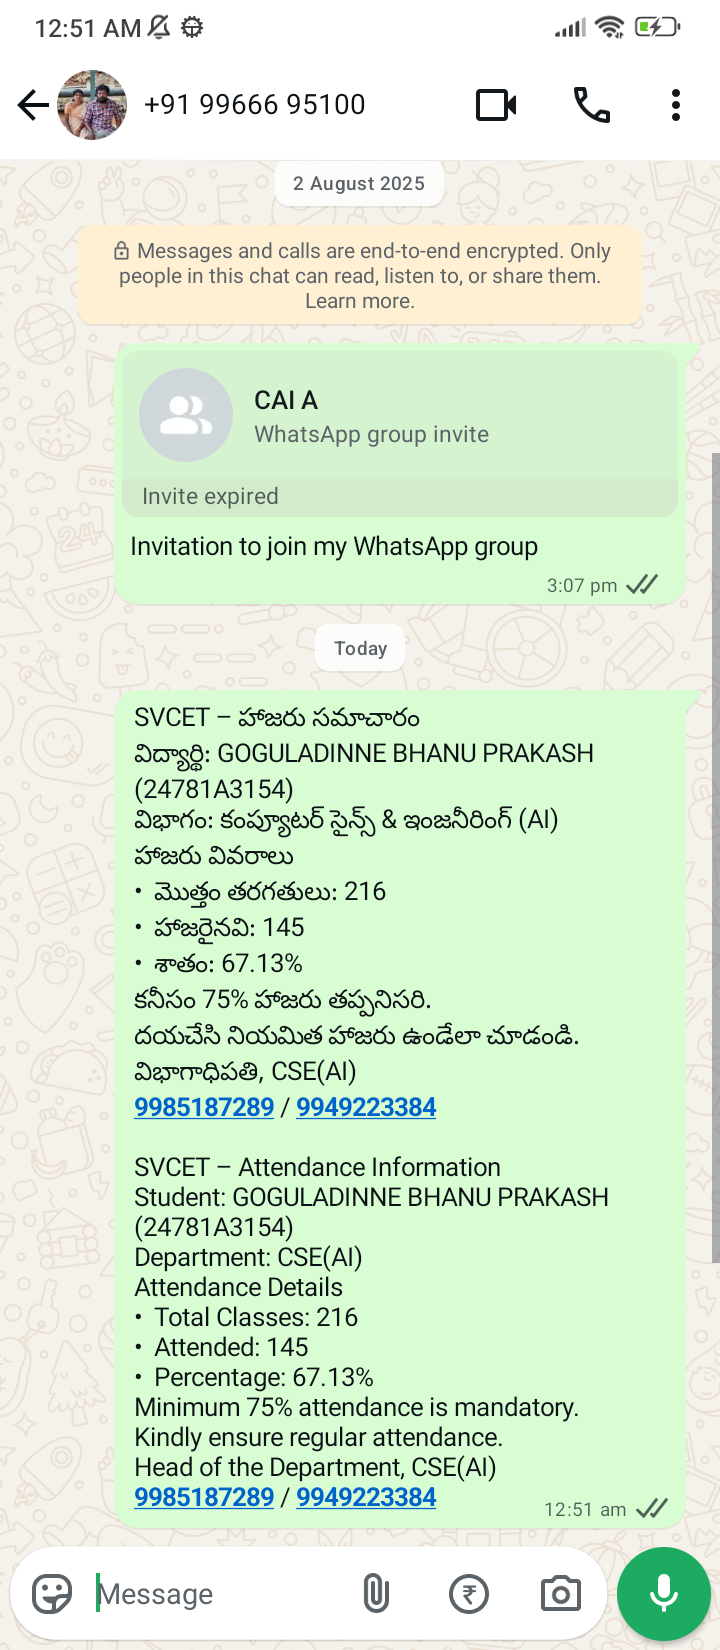 12:51 AM
+91 99666 95100
2 August 2025
Messages and calls are end-to-end encrypted. Only
people in this chat can read, listen to, or share them.
Learn more.
CAI A
WhatsApp group invite
Invite expired
Invitation to join my WhatsApp group
3:07 pm
Today
SVCET – హాజరు సమాచారం
విద్యార్థి: GOGULADINNE BHANU PRAKASH
(24781A3154)
విభాగం: కంప్యూటర్ సైన్స్ & ఇంజనీరింగ్ (AI)
హాజరు వివరాలు
• మొత్తం తరగతులు: 216
• హాజరైనవి: 145
• శాతం: 67.13%
కనీసం 75% హాజరు తప్పనిసరి.
దయచేసి నియమిత హాజరు ఉండేలా చూడండి.
విభాగాధిపతి, CSE(AI)
9985187289 / 9949223384
SVCET – Attendance Information
Student: GOGULADINNE BHANU PRAKASH
(24781A3154)
Department: CSE(AI)
Attendance Details
• Total Classes: 216
• Attended: 145
• Percentage: 67.13%
Minimum 75% attendance is mandatory.
Kindly ensure regular attendance.
Head of the Department, CSE(AI)
9985187289 / 9949223384
12:51 am
Message